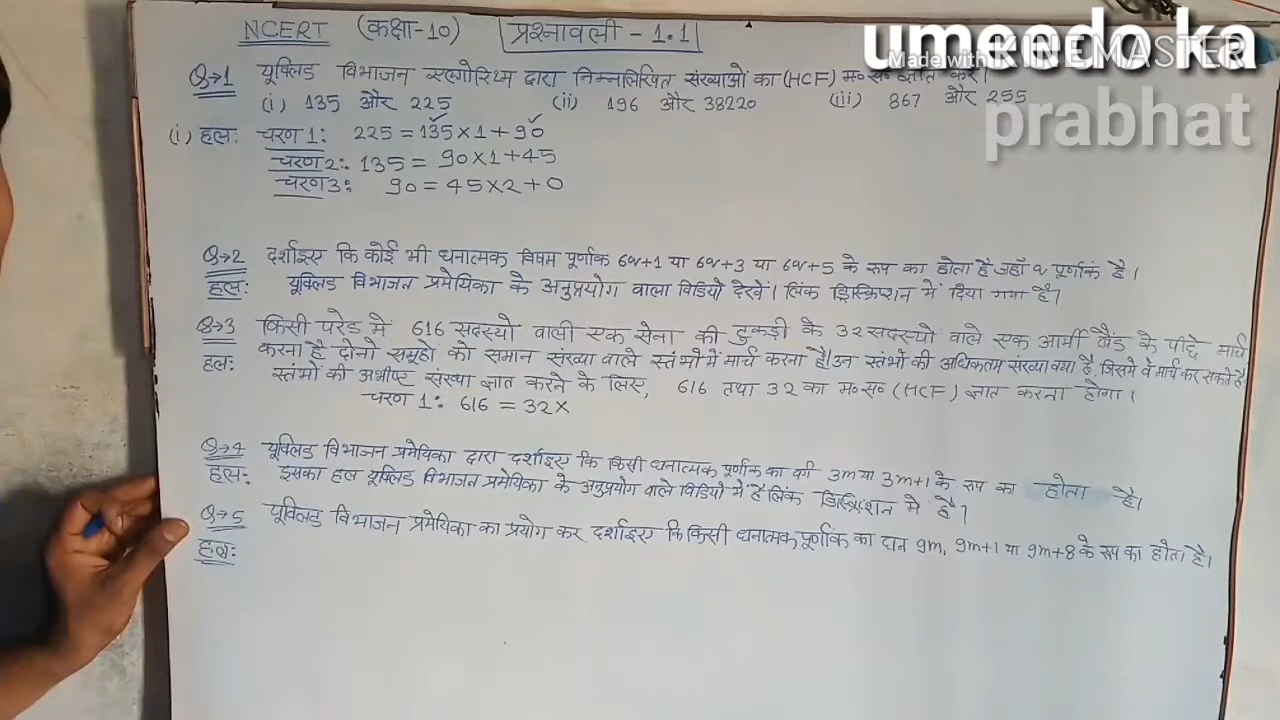 umendo ka
prabhat
Made with KINEMASTER
NCERT (कक्षा-10) प्रश्नावली - 1.1
Q→1 यूक्लिड विभाजन एल्गोरिथ्म द्वारा निम्नलिखित संख्याओं का (HCF) म०स० ज्ञात करें।
(i) 135 और 225 (ii) 196 और 38220 (iii) 867 और 255
(i) हलः चरण 1: 225 = 135 × 1 + 90
चरण 2: 135 = 90 × 1 + 45
चरण 3: 90 = 45 × 2 + 0
Q→2 दर्शाइए कि कोई भी धनात्मक विषम पूर्णांक 6q+1 या 6q+3 या 6q+5 के रूप का होता है जहाँ q पूर्णांक है।
हलः यूक्लिड विभाजन प्रमेयिका के अनुप्रयोग वाला विडियो देखें। लिंक डिस्क्रिप्शन में दिया गया है।
Q→3 किसी परेड में 616 सदस्यो वाली एक सेना की टुकड़ी के 32 सदस्यो वाले एक आर्मी बैंड के पीछे मार्च
करना है दोनो समूहो को समान संख्या वाले स्तंभो में मार्च करना है। उन स्तंभो की अधिकतम संख्या क्या है, जिसमे वे मार्च कर सकते है।
हलः स्तंभों की अभीष्ट संख्या ज्ञात करने के लिए, 616 तथा 32 का म०स० (HCF) ज्ञात करना होगा।
चरण 1: 616 = 32 ×
Q→4 यूक्लिड विभाजन प्रमेयिका द्वारा दर्शाइए कि किसी धनात्मक पूर्णांक का वर्ग 3m या 3m+1 के रूप का होता है।
हलः इसका हल यूक्लिड विभाजन प्रमेयिका के अनुप्रयोग वाले विडियो में है लिंक डिस्क्रिप्शन मे है।
Q→5 यूक्लिड विभाजन प्रमेयिका का प्रयोग कर दर्शाइए कि किसी धनात्मक पूर्णांक का घन 9m, 9m+1 या 9m+8 के रूप का होता है।
हलः